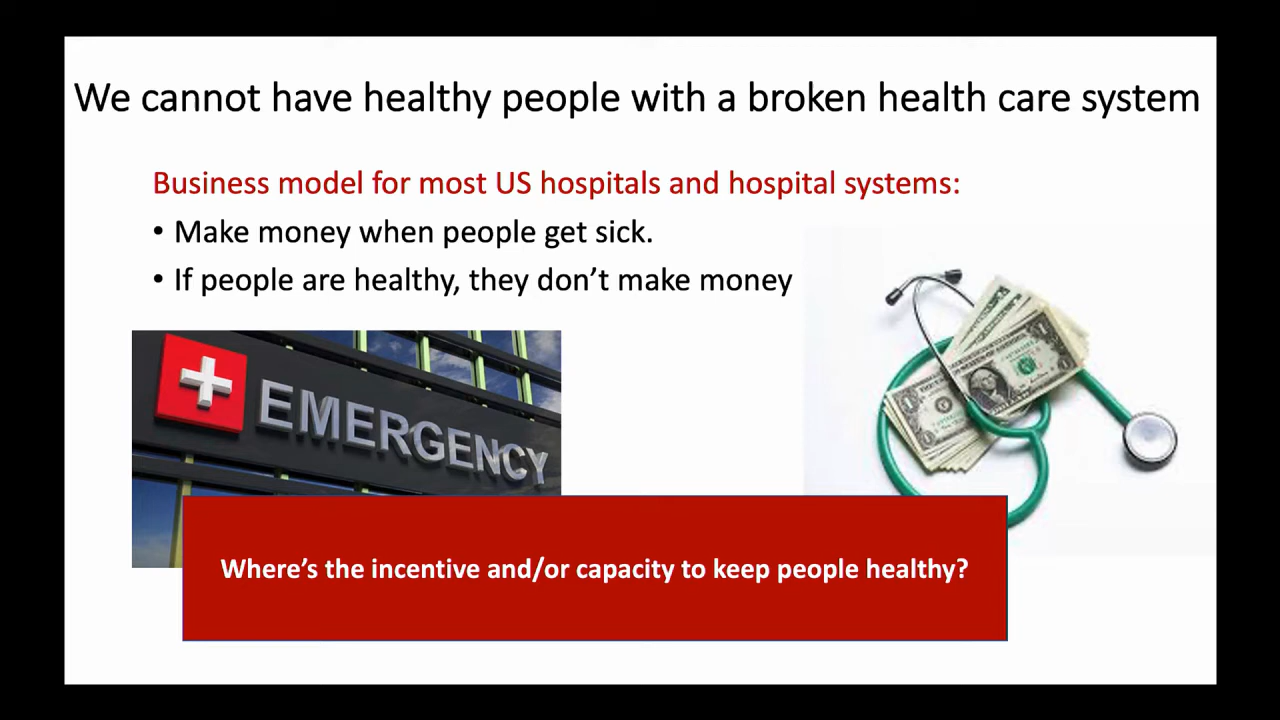 We cannot have healthy people with a broken health care system
Business model for most US hospitals and hospital systems:
• Make money when people get sick.
• If people are healthy, they don’t make money
EMERGENCY
Where’s the incentive and/or capacity to keep people healthy?